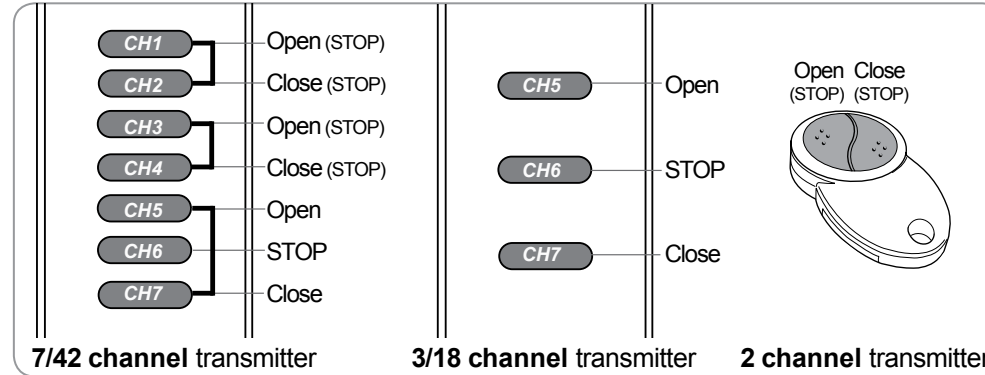 CH1 Open (STOP)
CH2 Close (STOP)
CH3 Open (STOP)
CH4 Close (STOP)
CH5 Open
CH6 STOP
CH7 Close
7/42 channel transmitter
CH5 Open
CH6 STOP
CH7 Close
3/18 channel transmitter
Open Close
(STOP) (STOP)
2 channel transmitter